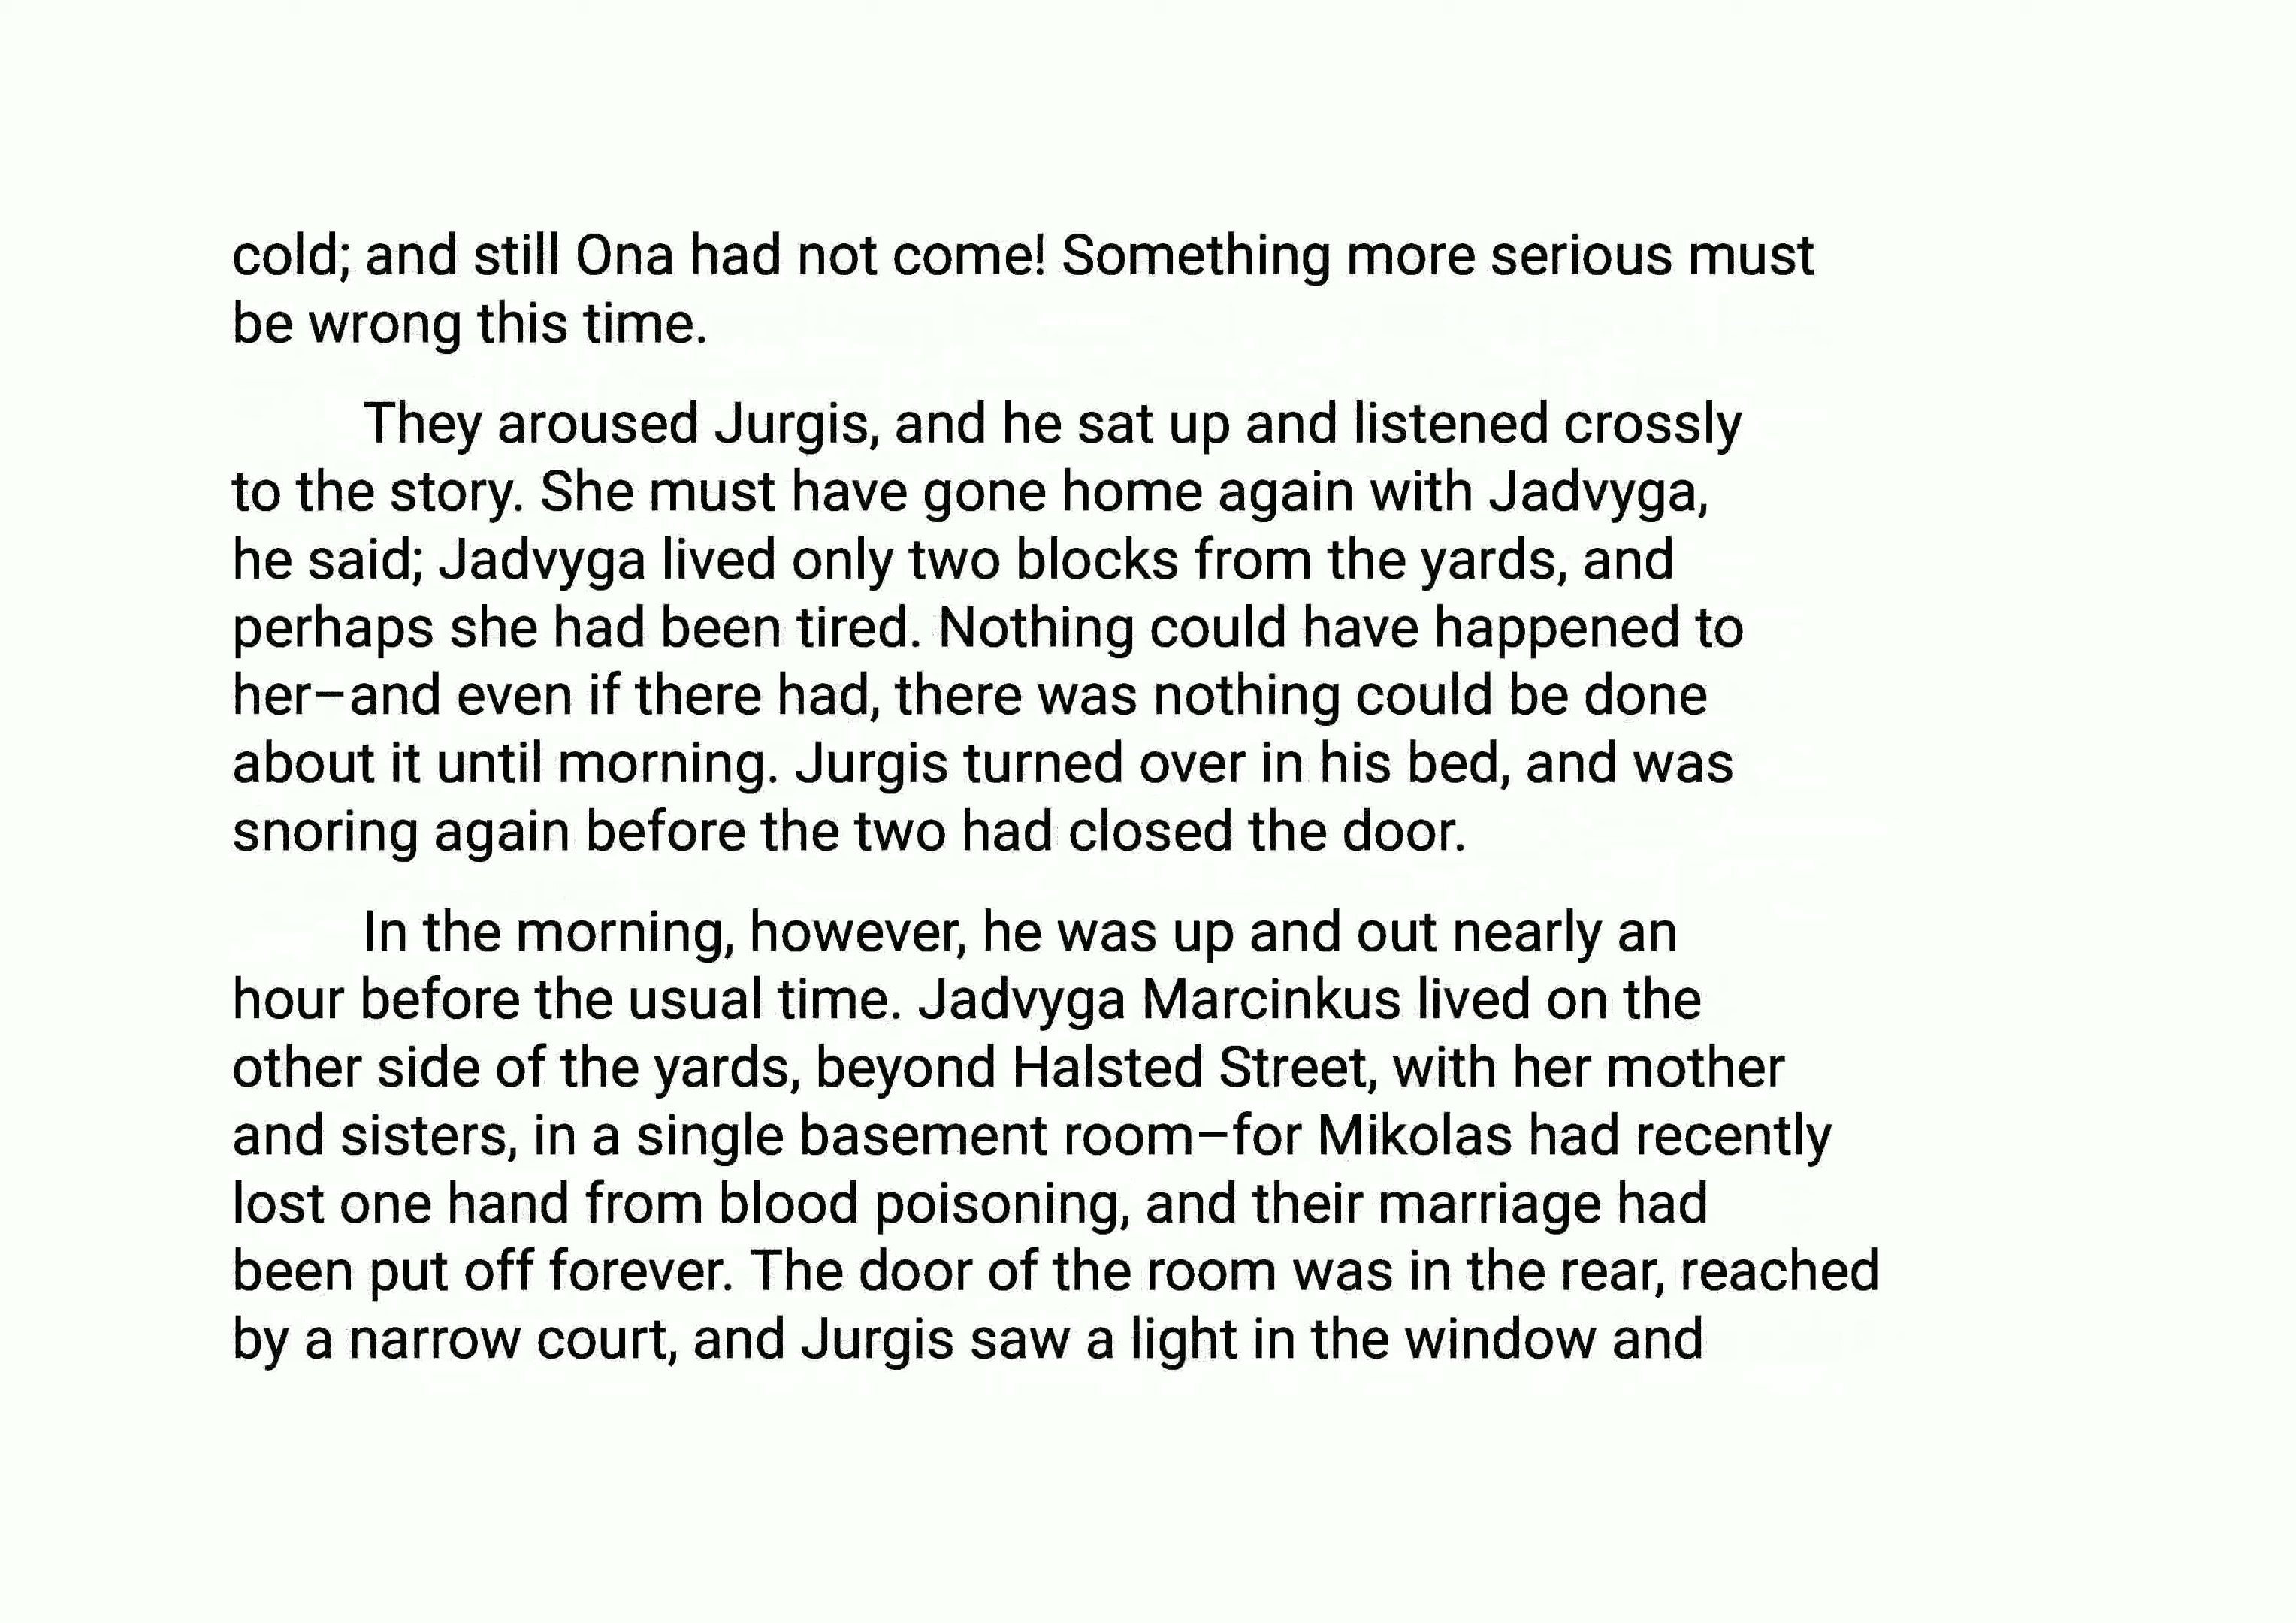 cold; and still Ona had not come! Something more serious must
be wrong this time.
They aroused Jurgis, and he sat up and listened crossly
to the story. She must have gone home again with Jadvyga,
he said; Jadvyga lived only two blocks from the yards, and
perhaps she had been tired. Nothing could have happened to
her–and even if there had, there was nothing could be done
about it until morning. Jurgis turned over in his bed, and was
snoring again before the two had closed the door.
In the morning, however, he was up and out nearly an
hour before the usual time. Jadvyga Marcinkus lived on the
other side of the yards, beyond Halsted Street, with her mother
and sisters, in a single basement room–for Mikolas had recently
lost one hand from blood poisoning, and their marriage had
been put off forever. The door of the room was in the rear, reached
by a narrow court, and Jurgis saw a light in the window and